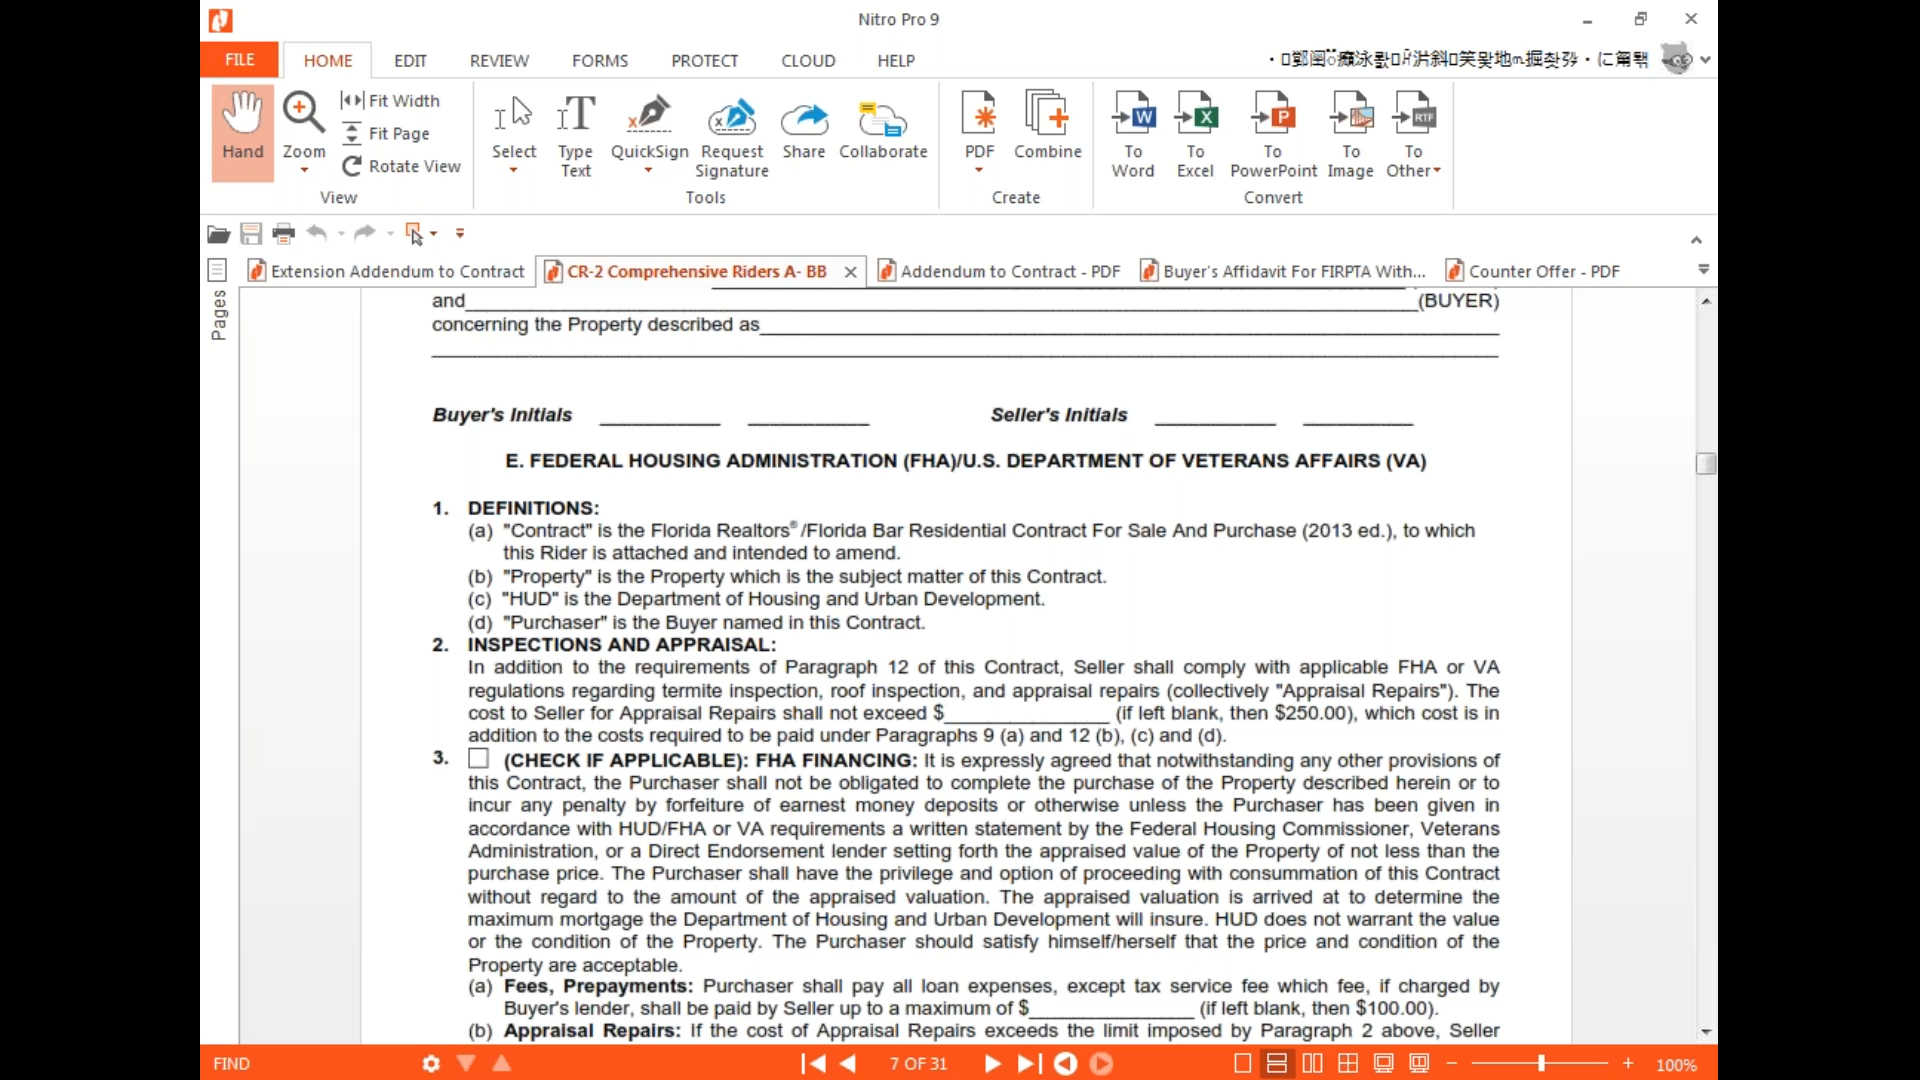 Nitro Pro 9
FILE HOME EDIT REVIEW FORMS PROTECT CLOUD HELP
Hand
Zoom
Fit Width
Fit Page
Rotate View
View
Select
Type Text
QuickSign
Request Signature
Share
Collaborate
Tools
PDF
Combine
Create
To Word
To Excel
To PowerPoint
To Image
To Other
Convert
Extension Addendum to Contract
CR-2 Comprehensive Riders A- BB
Addendum to Contract - PDF
Buyer's Affidavit For FIRPTA With...
Counter Offer - PDF
Pages
and (BUYER)
concerning the Property described as
Buyer's Initials Seller's Initials
E. FEDERAL HOUSING ADMINISTRATION (FHA)/U.S. DEPARTMENT OF VETERANS AFFAIRS (VA)
1. DEFINITIONS:
(a) "Contract" is the Florida Realtors® /Florida Bar Residential Contract For Sale And Purchase (2013 ed.), to which
this Rider is attached and intended to amend.
(b) "Property" is the Property which is the subject matter of this Contract.
(c) "HUD" is the Department of Housing and Urban Development.
(d) "Purchaser" is the Buyer named in this Contract.
2. INSPECTIONS AND APPRAISAL:
In addition to the requirements of Paragraph 12 of this Contract, Seller shall comply with applicable FHA or VA
regulations regarding termite inspection, roof inspection, and appraisal repairs (collectively "Appraisal Repairs"). The
cost to Seller for Appraisal Repairs shall not exceed $_______________ (if left blank, then $250.00), which cost is in
addition to the costs required to be paid under Paragraphs 9 (a) and 12 (b), (c) and (d).
3. (CHECK IF APPLICABLE): FHA FINANCING: It is expressly agreed that notwithstanding any other provisions of
this Contract, the Purchaser shall not be obligated to complete the purchase of the Property described herein or to
incur any penalty by forfeiture of earnest money deposits or otherwise unless the Purchaser has been given in
accordance with HUD/FHA or VA requirements a written statement by the Federal Housing Commissioner, Veterans
Administration, or a Direct Endorsement lender setting forth the appraised value of the Property of not less than the
purchase price. The Purchaser shall have the privilege and option of proceeding with consummation of this Contract
without regard to the amount of the appraised valuation. The appraised valuation is arrived at to determine the
maximum mortgage the Department of Housing and Urban Development will insure. HUD does not warrant the value
or the condition of the Property. The Purchaser should satisfy himself/herself that the price and condition of the
Property are acceptable.
(a) Fees, Prepayments: Purchaser shall pay all loan expenses, except tax service fee which fee, if charged by
Buyer's lender, shall be paid by Seller up to a maximum of $_______________ (if left blank, then $100.00).
(b) Appraisal Repairs: If the cost of Appraisal Repairs exceeds the limit imposed by Paragraph 2 above, Seller
FIND 7 OF 31 100%